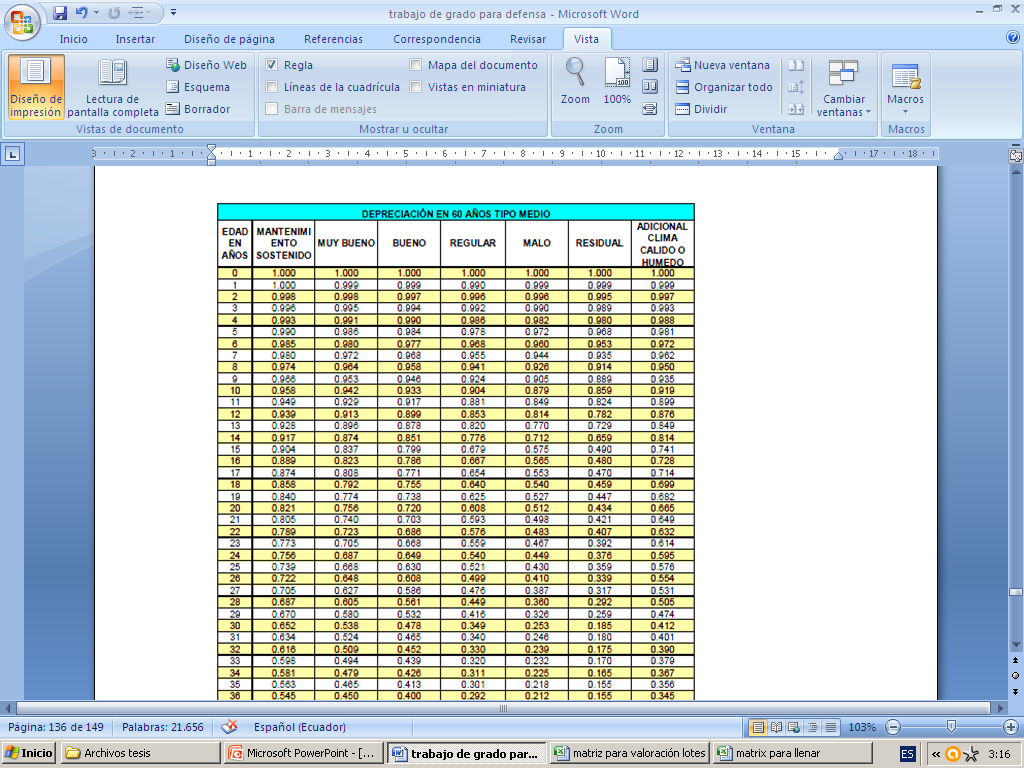 trabajo de grado para defensa - Microsoft Word
Inicio Insertar Diseño de página Referencias Correspondencia Revisar Vista
Diseño de impresión
Lectura de pantalla completa
Diseño Web
Esquema
Borrador
Vistas de documento
Regla
Líneas de la cuadrícula
Barra de mensajes
Mapa del documento
Vistas en miniatura
Mostrar u ocultar
Zoom
100%
Zoom
Nueva ventana
Organizar todo
Dividir
Cambiar ventanas
Ventana
Macros
Macros
3 · 2 · 1 · 1 · 2 · 3 · 4 · 5 · 6 · 7 · 8 · 9 · 10 · 11 · 12 · 13 · 14 · 15 · 17 · 18
DEPRECIACIÓN EN 60 AÑOS TIPO MEDIO
EDAD EN AÑOS MANTENIMIENTO SOSTENIDO MUY BUENO BUENO REGULAR MALO RESIDUAL ADICIONAL CLIMA CALIDO O HUMEDO
0 1.000 1.000 1.000 1.000 1.000 1.000 1.000
1 1.000 0.999 0.999 0.990 0.999 0.999 0.999
2 0.998 0.998 0.997 0.996 0.996 0.995 0.997
3 0.996 0.995 0.994 0.992 0.990 0.989 0.993
4 0.993 0.991 0.990 0.986 0.982 0.980 0.988
5 0.990 0.986 0.984 0.978 0.972 0.968 0.981
6 0.985 0.980 0.977 0.968 0.960 0.953 0.972
7 0.980 0.972 0.968 0.955 0.944 0.935 0.962
8 0.974 0.964 0.958 0.941 0.926 0.914 0.950
9 0.966 0.953 0.946 0.924 0.905 0.889 0.935
10 0.958 0.942 0.933 0.904 0.879 0.859 0.919
11 0.949 0.929 0.917 0.881 0.849 0.824 0.899
12 0.939 0.913 0.899 0.853 0.814 0.782 0.876
13 0.928 0.896 0.878 0.820 0.770 0.729 0.849
14 0.917 0.874 0.851 0.776 0.712 0.659 0.814
15 0.904 0.837 0.799 0.679 0.575 0.490 0.741
16 0.889 0.823 0.786 0.667 0.565 0.480 0.728
17 0.874 0.808 0.771 0.654 0.553 0.470 0.714
18 0.858 0.792 0.755 0.640 0.540 0.459 0.699
19 0.840 0.774 0.738 0.625 0.527 0.447 0.682
20 0.821 0.756 0.720 0.608 0.512 0.434 0.665
21 0.805 0.740 0.703 0.593 0.498 0.421 0.649
22 0.789 0.723 0.686 0.576 0.483 0.407 0.632
23 0.773 0.705 0.668 0.559 0.467 0.392 0.614
24 0.756 0.687 0.649 0.540 0.449 0.376 0.595
25 0.739 0.668 0.630 0.521 0.430 0.359 0.576
26 0.722 0.648 0.608 0.499 0.410 0.339 0.554
27 0.705 0.627 0.586 0.476 0.387 0.317 0.531
28 0.687 0.605 0.561 0.449 0.360 0.292 0.505
29 0.670 0.580 0.532 0.416 0.326 0.259 0.474
30 0.652 0.538 0.478 0.349 0.253 0.185 0.412
31 0.634 0.524 0.465 0.340 0.246 0.180 0.401
32 0.616 0.509 0.452 0.330 0.239 0.175 0.390
33 0.598 0.494 0.439 0.320 0.232 0.170 0.379
34 0.581 0.479 0.426 0.311 0.225 0.165 0.367
35 0.563 0.465 0.413 0.301 0.218 0.155 0.356
36 0.545 0.450 0.400 0.292 0.212 0.155 0.345
Página: 136 de 149 Palabras: 21.656 Español (Ecuador) 103%
Inicio Archivos tesis Microsoft PowerPoint - [... trabajo de grado par... matriz para valoración lotes matrix para llenar ES « 3:16